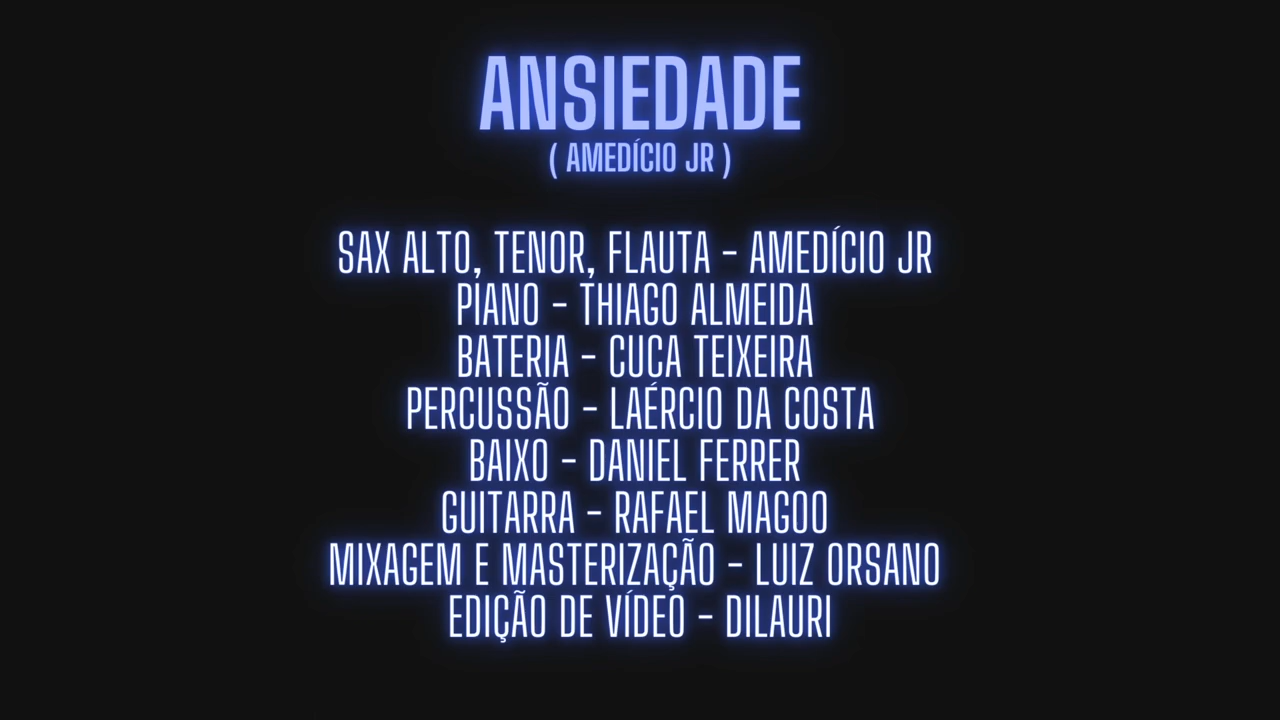 ANSIEDADE
( AMEDÍCIO JR )
SAX ALTO, TENOR, FLAUTA - AMEDÍCIO JR
PIANO - THIAGO ALMEIDA
BATERIA - CUCA TEIXEIRA
PERCUSSÃO - LAÉRCIO DA COSTA
BAIXO - DANIEL FERRER
GUITARRA - RAFAEL MAGOO
MIXAGEM E MASTERIZAÇÃO - LUIZ ORSANO
EDIÇÃO DE VÍDEO - DILAURI